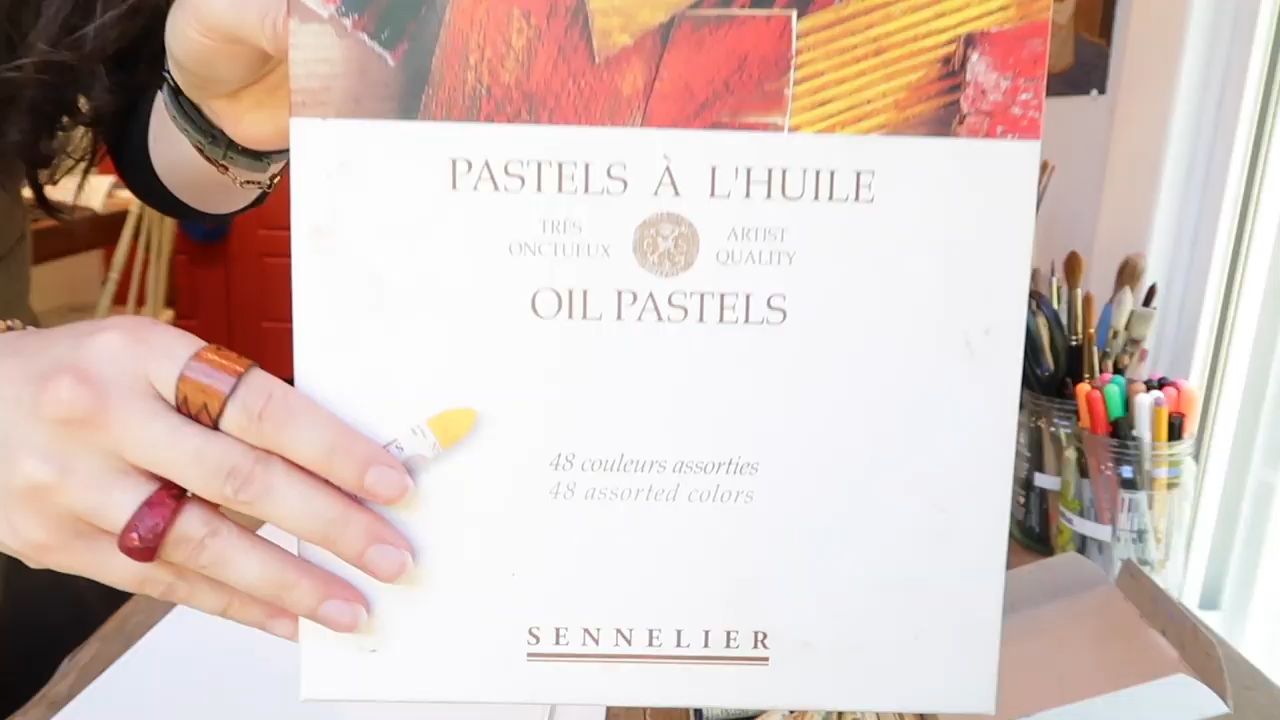 PASTELS À L'HUILE
TRÈS
ONCTUEUX
ARTIST
QUALITY
OIL PASTELS
48 couleurs assorties
48 assorted colors
SENNELIER